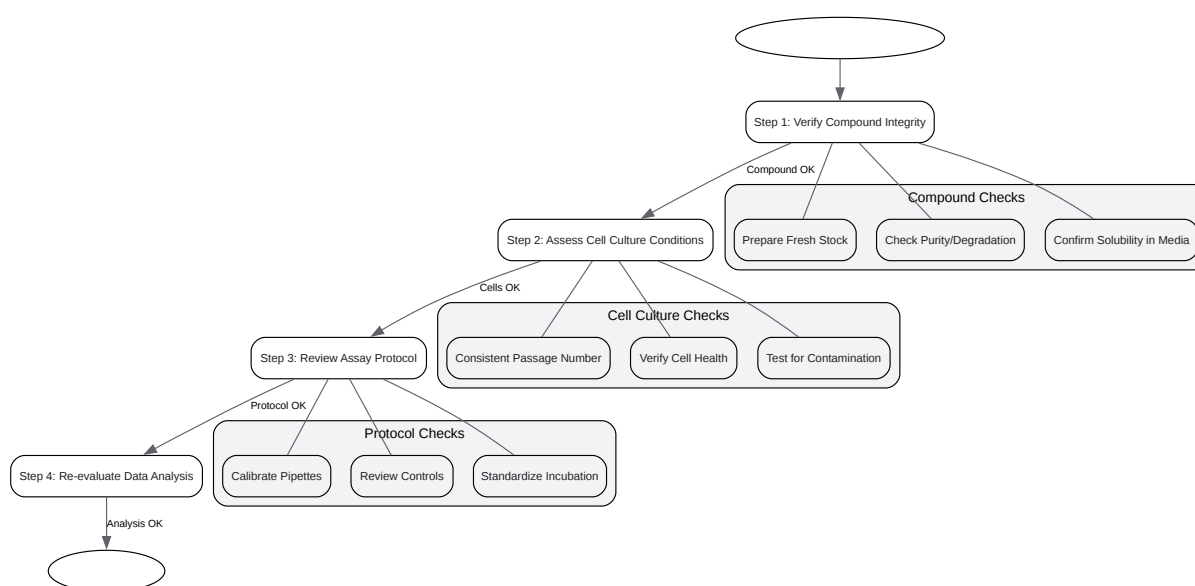 Step 1: Verify Compound Integrity
Compound OK
Compound Checks
Prepare Fresh Stock
Check Purity/Degradation
Confirm Solubility in Media
Step 2: Assess Cell Culture Conditions
Cells OK
Cell Culture Checks
Consistent Passage Number
Verify Cell Health
Test for Contamination
Step 3: Review Assay Protocol
Protocol OK
Protocol Checks
Calibrate Pipettes
Review Controls
Standardize Incubation
Step 4: Re-evaluate Data Analysis
Analysis OK